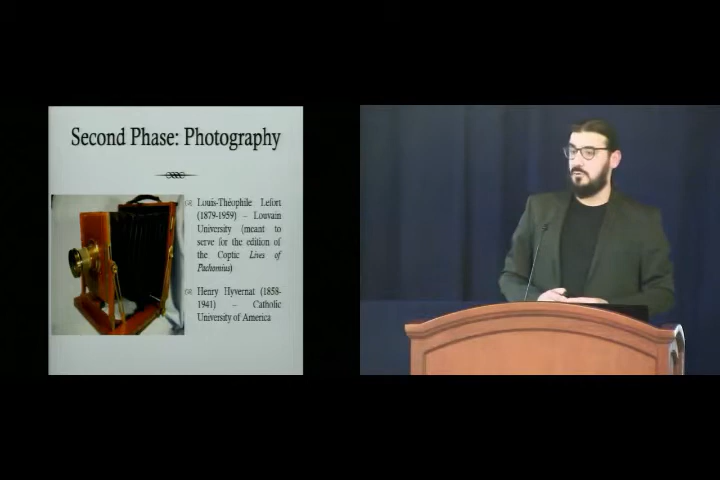 Second Phase: Photography
Louis-Théophile Lefort
(1879-1959) – Louvain
University (meant to
serve for the edition of
the Coptic Lives of
Pachomius)
Henry Hyvernat (1858-
1941) – Catholic
University of America